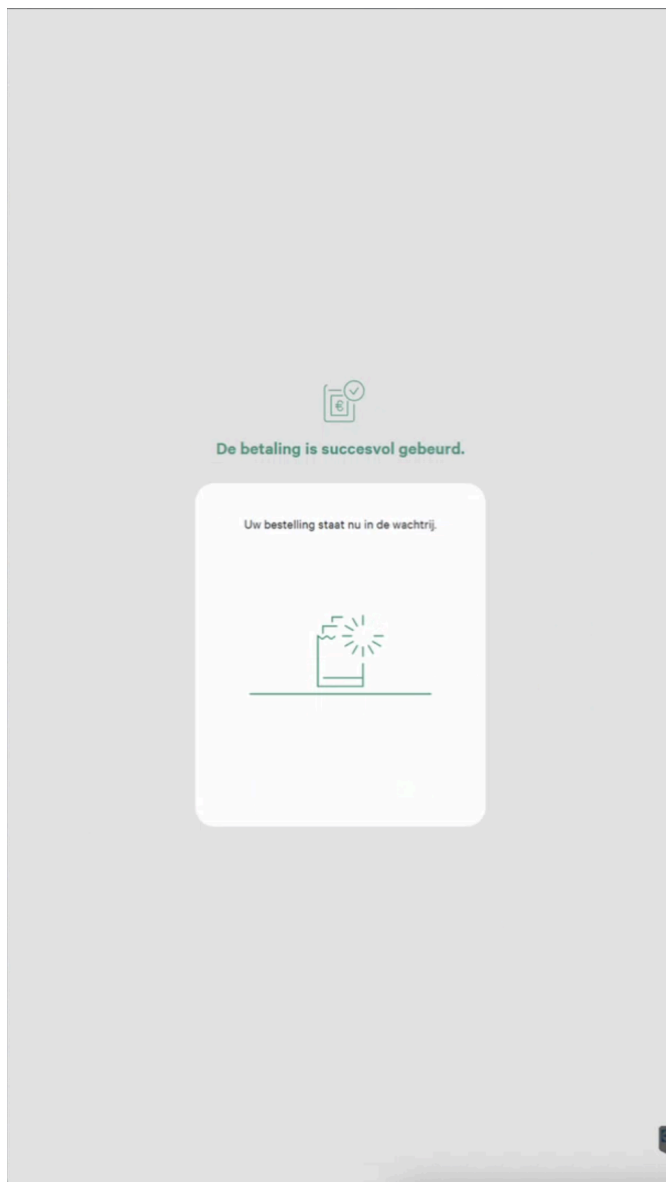 De betaling is succesvol gebeurd.
Uw bestelling staat nu in de wachtrij.